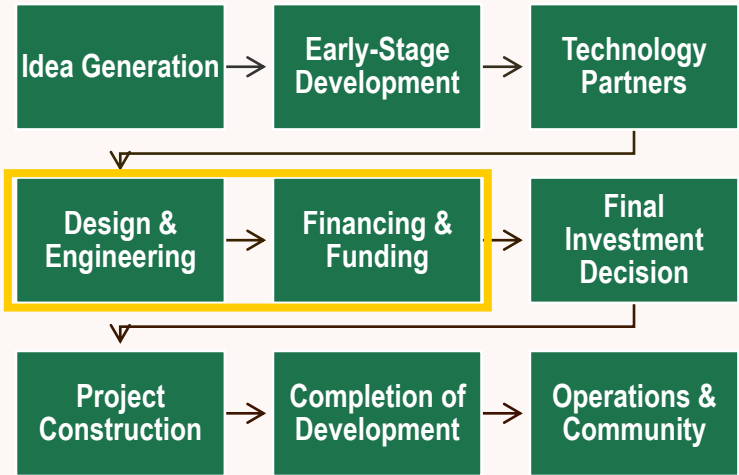 Idea Generation
Early-Stage
Development
Technology
Partners
Design &
Engineering
Financing &
Funding
Final
Investment
Decision
Project
Construction
Completion of
Development
Operations &
Community